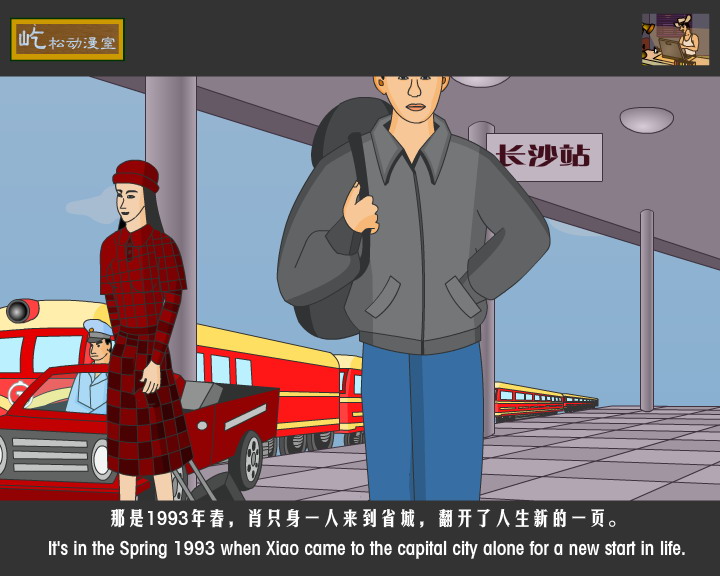 屹松动漫室
长沙站
那是1993年春，肖只身一人来到省城，翻开了人生新的一页。
It's in the Spring 1993 when Xiao came to the capital city alone for a new start in life.